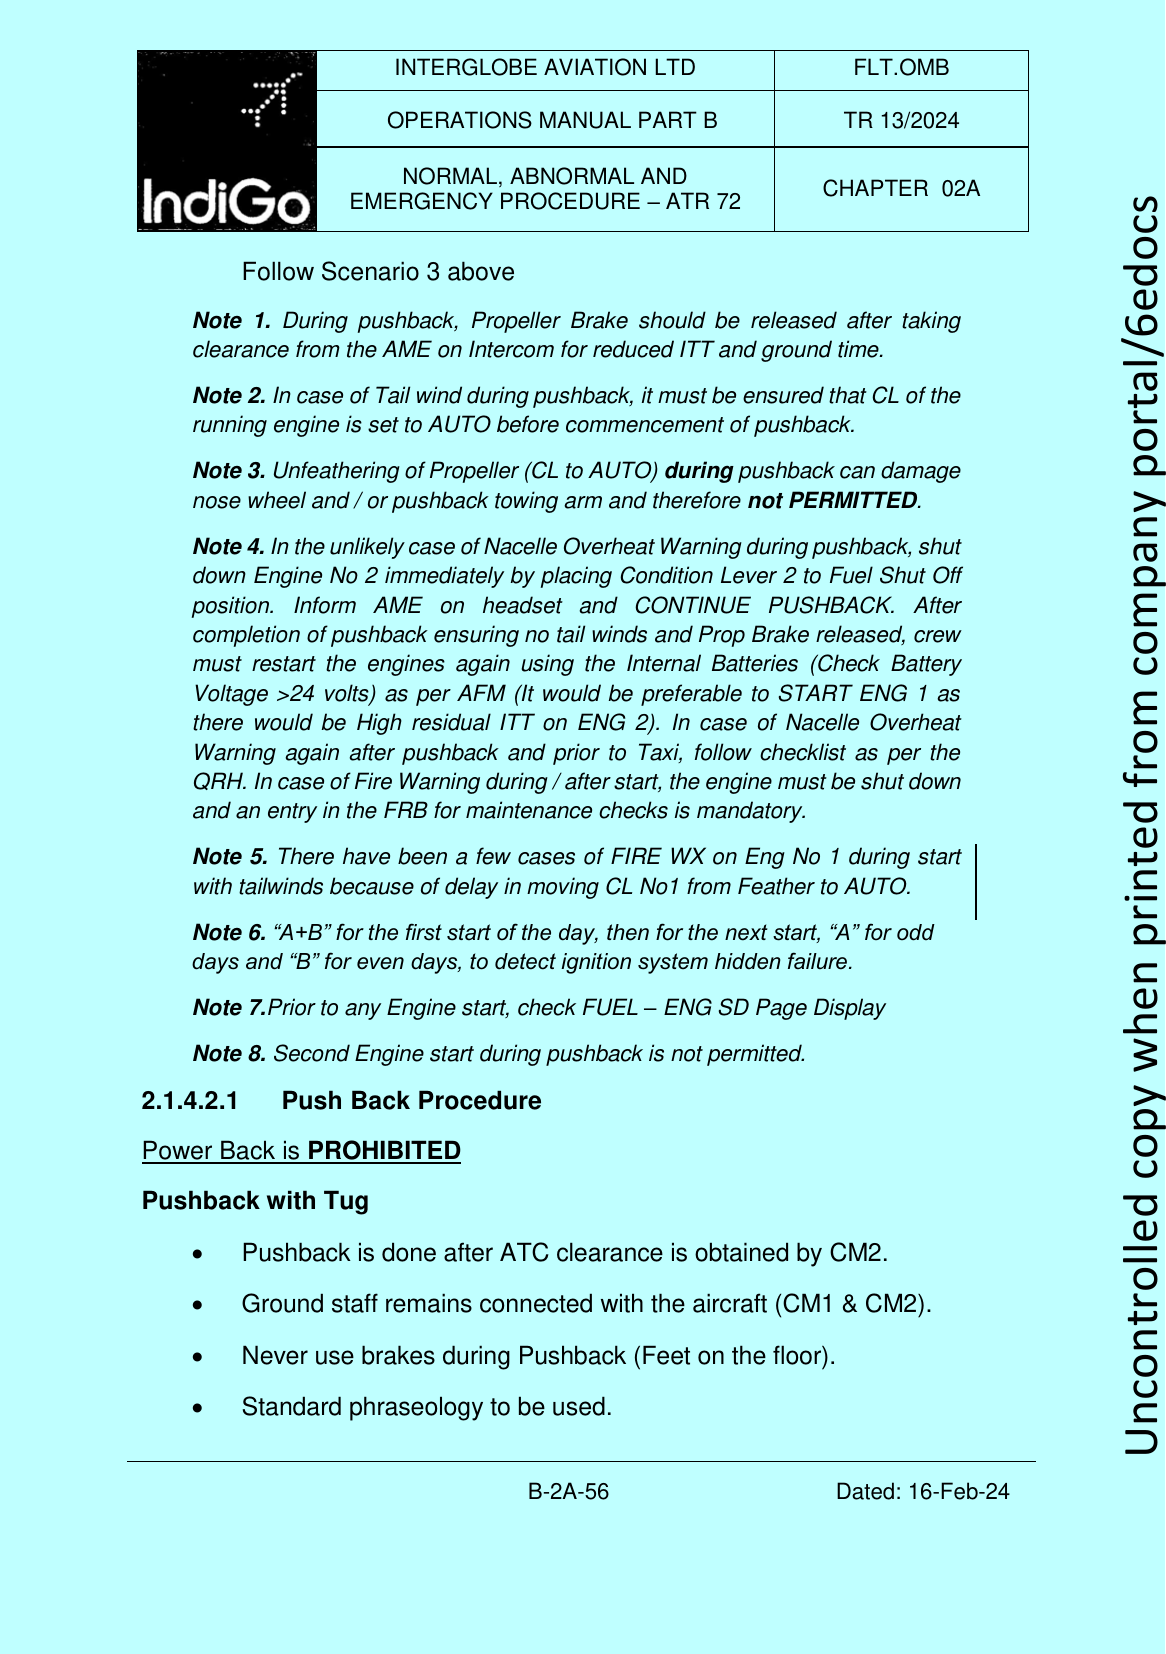 IndiGo
INTERGLOBE AVIATION LTD
FLT.OMB
OPERATIONS MANUAL PART B
TR 13/2024
NORMAL, ABNORMAL AND
EMERGENCY PROCEDURE – ATR 72
CHAPTER 02A
Follow Scenario 3 above
Note 1. During pushback, Propeller Brake should be released after taking
clearance from the AME on Intercom for reduced ITT and ground time.
Note 2. In case of Tail wind during pushback, it must be ensured that CL of the
running engine is set to AUTO before commencement of pushback.
Note 3. Unfeathering of Propeller (CL to AUTO) during pushback can damage
nose wheel and / or pushback towing arm and therefore not PERMITTED.
Note 4. In the unlikely case of Nacelle Overheat Warning during pushback, shut
down Engine No 2 immediately by placing Condition Lever 2 to Fuel Shut Off
position. Inform AME on headset and CONTINUE PUSHBACK. After
completion of pushback ensuring no tail winds and Prop Brake released, crew
must restart the engines again using the Internal Batteries (Check Battery
Voltage >24 volts) as per AFM (It would be preferable to START ENG 1 as
there would be High residual ITT on ENG 2). In case of Nacelle Overheat
Warning again after pushback and prior to Taxi, follow checklist as per the
QRH. In case of Fire Warning during / after start, the engine must be shut down
and an entry in the FRB for maintenance checks is mandatory.
Note 5. There have been a few cases of FIRE WX on Eng No 1 during start
with tailwinds because of delay in moving CL No1 from Feather to AUTO.
Note 6. “A+B” for the first start of the day, then for the next start, “A” for odd
days and “B” for even days, to detect ignition system hidden failure.
Note 7.Prior to any Engine start, check FUEL – ENG SD Page Display
Note 8. Second Engine start during pushback is not permitted.
2.1.4.2.1 Push Back Procedure
Power Back is PROHIBITED
Pushback with Tug
• Pushback is done after ATC clearance is obtained by CM2.
• Ground staff remains connected with the aircraft (CM1 & CM2).
• Never use brakes during Pushback (Feet on the floor).
• Standard phraseology to be used.
B-2A-56
Dated: 16-Feb-24
Uncontrolled copy when printed from company portal/6edocs